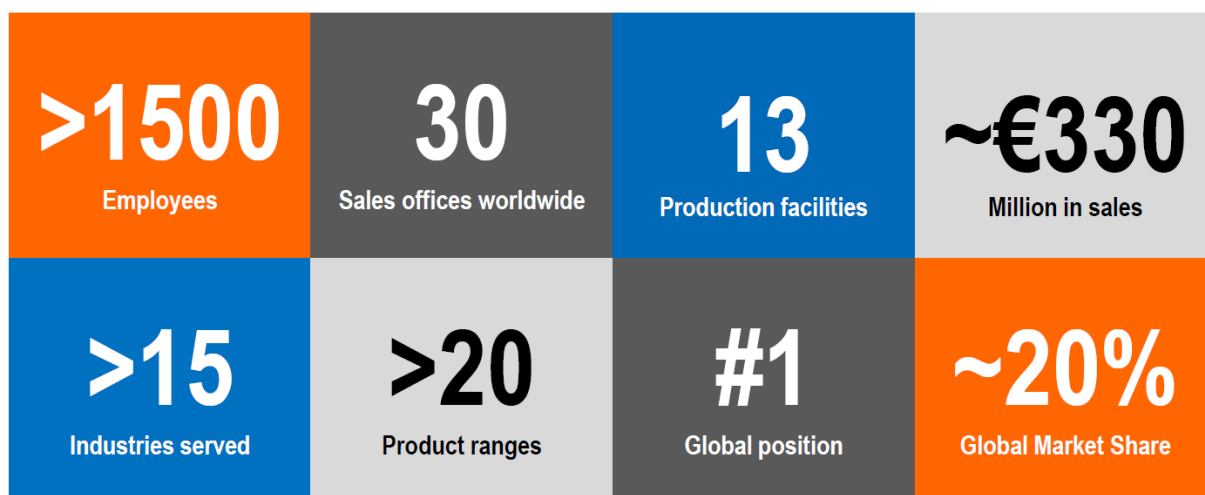 >1500
Employees
30
Sales offices worldwide
13
Production facilities
~€330
Million in sales
>15
Industries served
>20
Product ranges
#1
Global position
~20%
Global Market Share